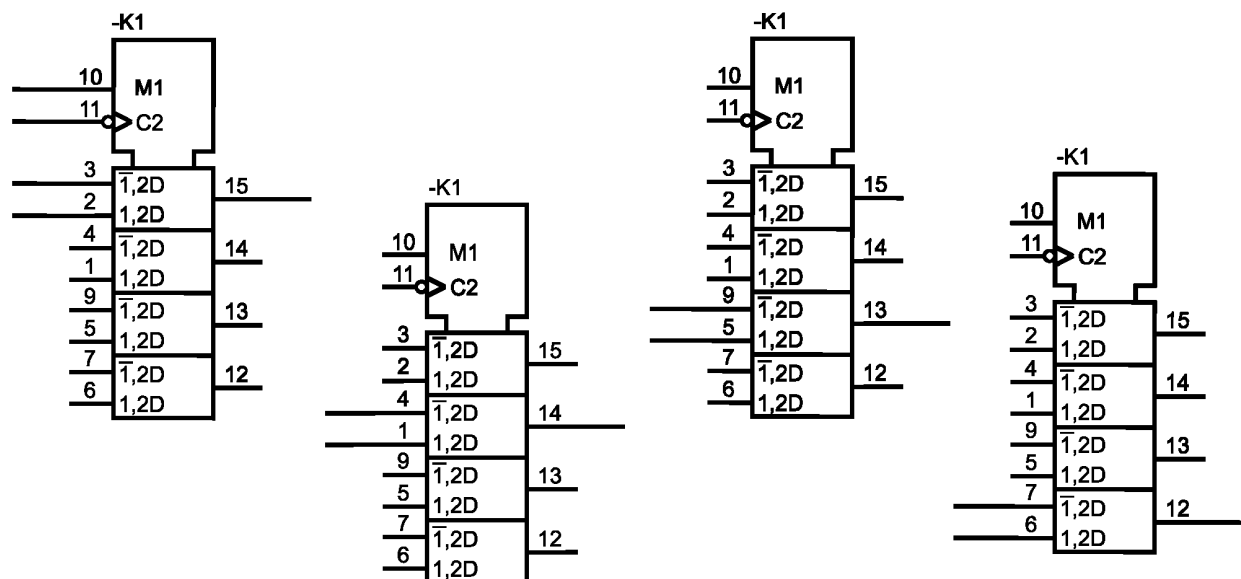 -K1
10 M1
11 C2
3 1̅,2D 15
2 1,2D
4 1̅,2D 14
1 1,2D
9 1̅,2D 13
5 1,2D
7 1̅,2D 12
6 1,2D
-K1
10 M1
11 C2
3 1̅,2D 15
2 1,2D
4 1̅,2D 14
1 1,2D
9 1̅,2D 13
5 1,2D
7 1̅,2D 12
6 1,2D
-K1
10 M1
11 C2
3 1̅,2D 15
2 1,2D
4 1̅,2D 14
1 1,2D
9 1̅,2D 13
5 1,2D
7 1̅,2D 12
6 1,2D
-K1
10 M1
11 C2
3 1̅,2D 15
2 1,2D
4 1̅,2D 14
1 1,2D
9 1̅,2D 13
5 1,2D
7 1̅,2D 12
6 1,2D